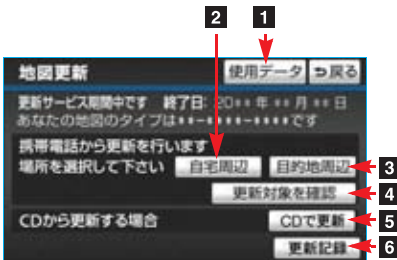 2 1
地図更新 使用データ 戻る
更新サービス期間中です 終了日: 20** 年 ** 月 ** 日
あなたの地図のタイプは**-****-****です
携帯電話から更新を行います
場所を選択して下さい 自宅周辺 目的地周辺 3
更新対象を確認 4
CDから更新する場合 CDで更新 5
更新記録 6